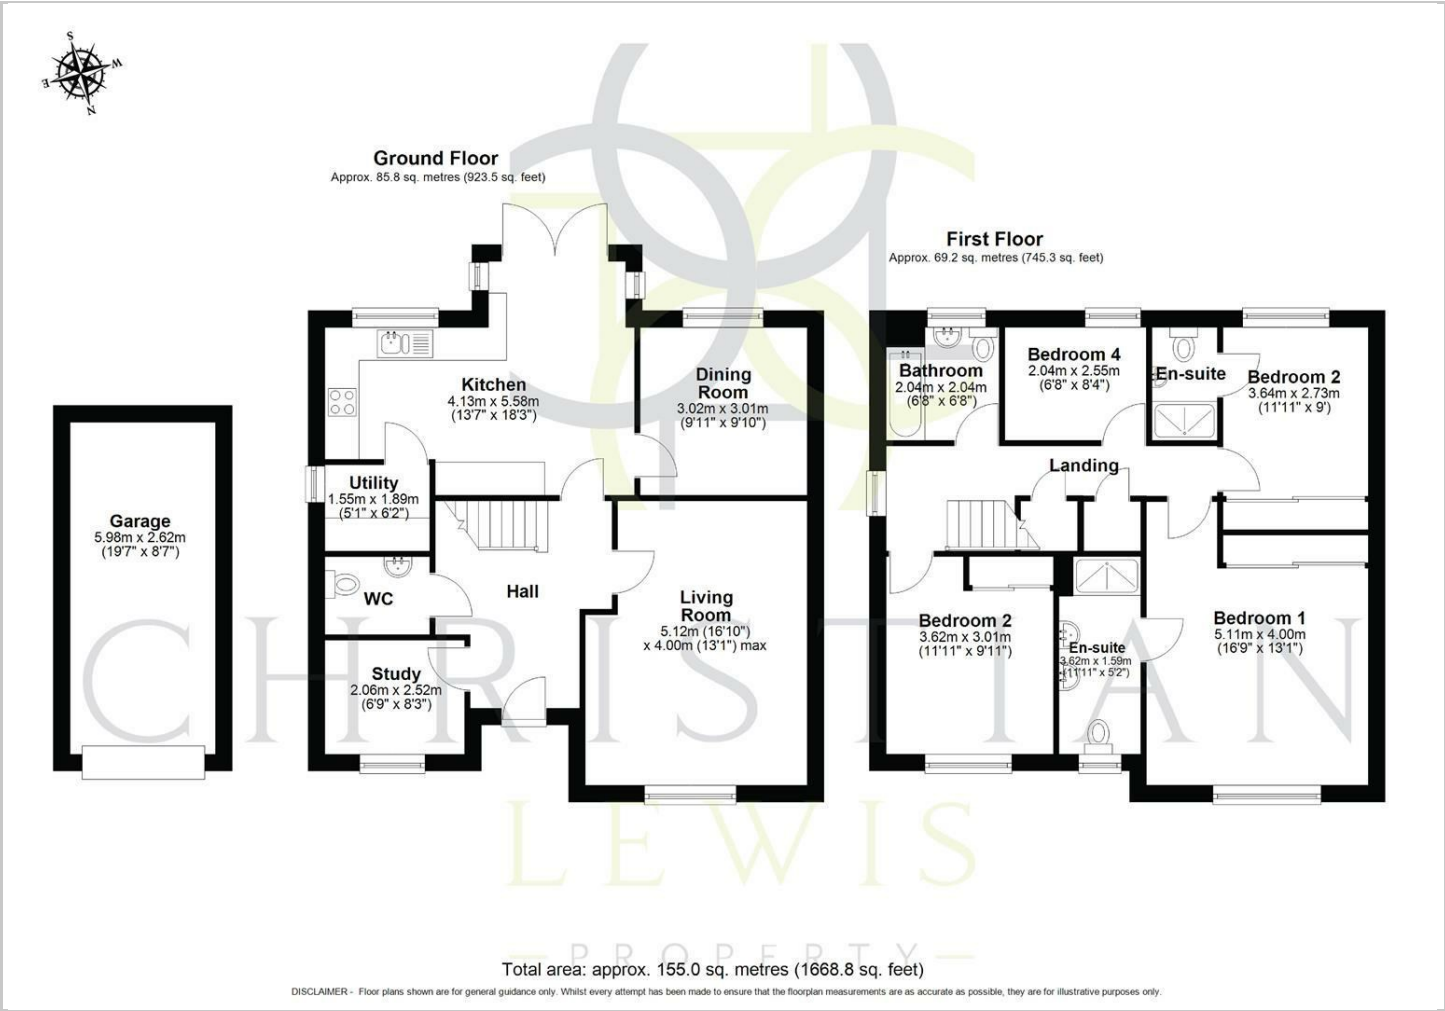 S
W
E
N
Ground Floor
Approx. 85.8 sq. metres (923.5 sq. feet)
First Floor
Approx. 69.2 sq. metres (745.3 sq. feet)
Kitchen
4.13m x 5.58m
(13'7" x 18'3")
Dining
Room
3.02m x 3.01m
(9'11" x 9'10")
Utility
1.55m x 1.89m
(5'1" x 6'2")
Garage
5.98m x 2.62m
(19'7" x 8'7")
WC
Hall
Living
Room
5.12m (16'10")
x 4.00m (13'1") max
Study
2.06m x 2.52m
(6'9" x 8'3")
Bathroom
2.04m x 2.04m
(6'8" x 6'8")
Bedroom 4
2.04m x 2.55m
(6'8" x 8'4")
En-suite
Bedroom 2
3.64m x 2.73m
(11'11" x 9')
Landing
Bedroom 2
3.62m x 3.01m
(11'11" x 9'11")
En-suite
3.62m x 1.59m
(11'11" x 5'2")
Bedroom 1
5.11m x 4.00m
(16'9" x 13'1")
CHRISTIAN
LEWIS
PROPERTY
Total area: approx. 155.0 sq. metres (1668.8 sq. feet)
DISCLAIMER - Floor plans shown are for general guidance only. Whilst every attempt has been made to ensure that the floorplan measurements are as accurate as possible, they are for illustrative purposes only.